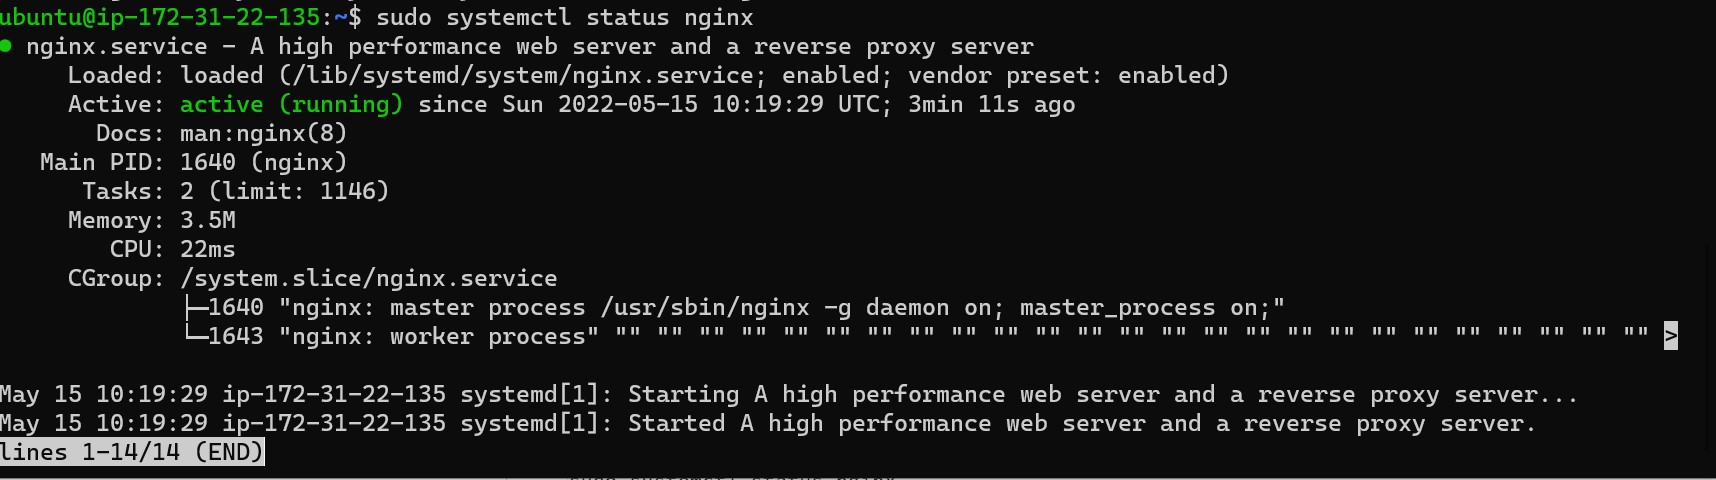 ubuntu@ip-172-31-22-135:~$ sudo systemctl status nginx
● nginx.service - A high performance web server and a reverse proxy server
     Loaded: loaded (/lib/systemd/system/nginx.service; enabled; vendor preset: enabled)
     Active: active (running) since Sun 2022-05-15 10:19:29 UTC; 3min 11s ago
       Docs: man:nginx(8)
   Main PID: 1640 (nginx)
      Tasks: 2 (limit: 1146)
     Memory: 3.5M
        CPU: 22ms
     CGroup: /system.slice/nginx.service
             ├─1640 "nginx: master process /usr/sbin/nginx -g daemon on; master_process on;"
             └─1643 "nginx: worker process" "" "" "" "" "" "" "" "" "" "" "" "" "" "" "" "" "" "" "" "" "" "" "" "" "" >
May 15 10:19:29 ip-172-31-22-135 systemd[1]: Starting A high performance web server and a reverse proxy server...
May 15 10:19:29 ip-172-31-22-135 systemd[1]: Started A high performance web server and a reverse proxy server.
lines 1-14/14 (END)